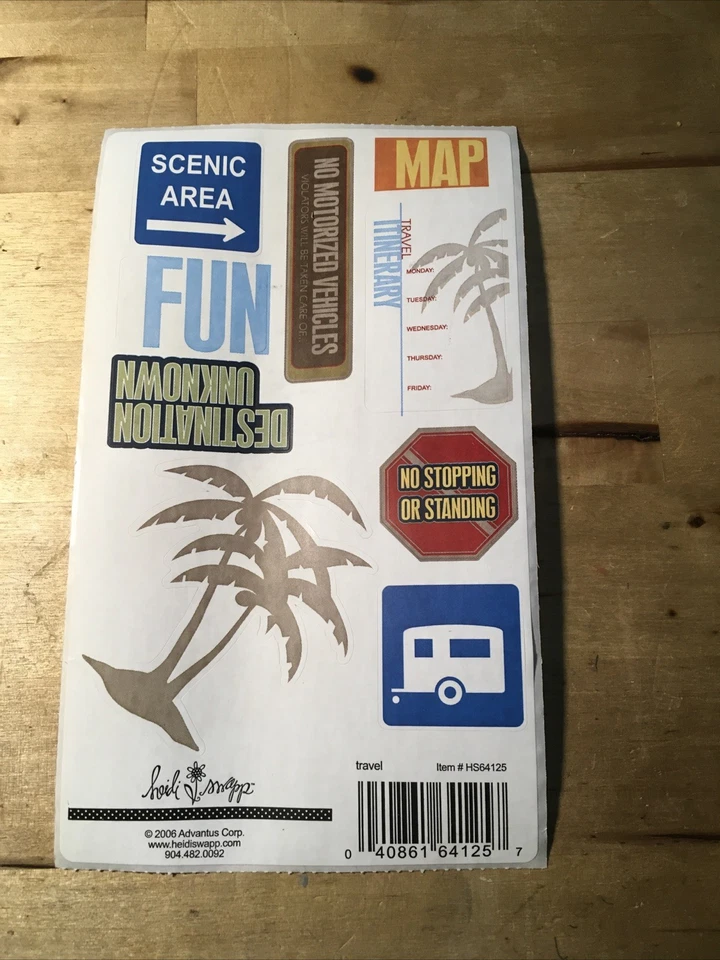 SCENIC
AREA
NO MOTORIZED VEHICLES
VIOLATORS WILL BE TAKEN CARE OF
MAP
TRAVEL
ITINERARY
MONDAY:
TUESDAY:
WEDNESDAY:
THURSDAY:
FRIDAY:
FUN
DESTINATION
UNKNOWN
NO STOPPING
OR STANDING
heidi swapp™
travel
Item # HS64125
© 2006 Advantus Corp.
www.heidiswapp.com
904.482.0092
0 40861 64125 7